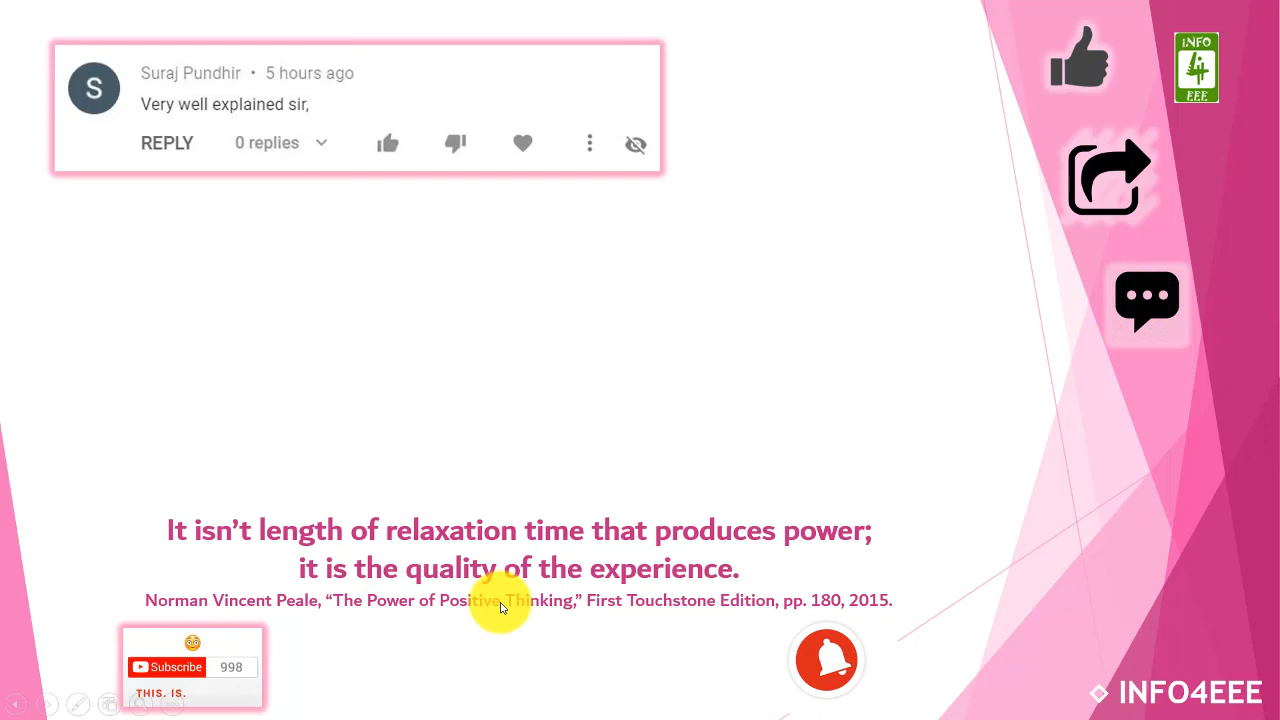 Suraj Pundhir • 5 hours ago
S
Very well explained sir,
REPLY 0 replies
INFO
4
EEE
It isn't length of relaxation time that produces power;
it is the quality of the experience.
Norman Vincent Peale, “The Power of Positive Thinking,” First Touchstone Edition, pp. 180, 2015.
Subscribe 998
THIS. IS.
INFO4EEE